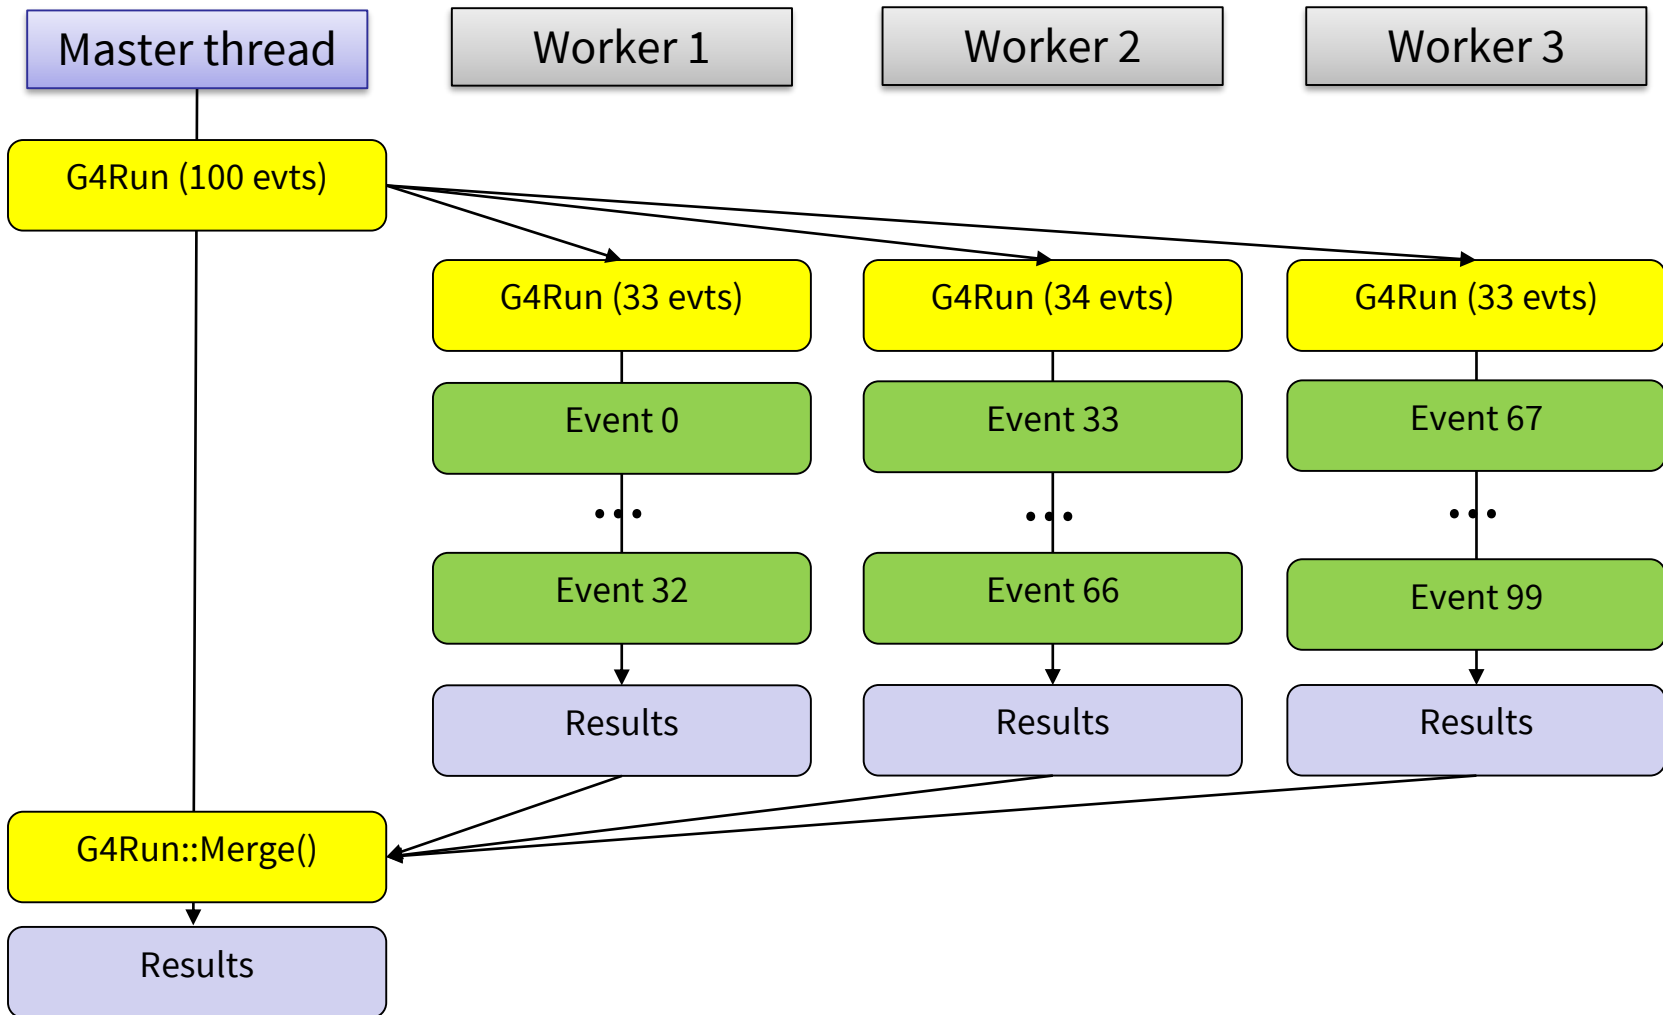 Master thread
Worker 1
Worker 2
Worker 3
G4Run (100 evts)
G4Run (33 evts)
G4Run (34 evts)
G4Run (33 evts)
Event 0
Event 33
Event 67
...
...
...
Event 32
Event 66
Event 99
Results
Results
Results
G4Run::Merge()
Results